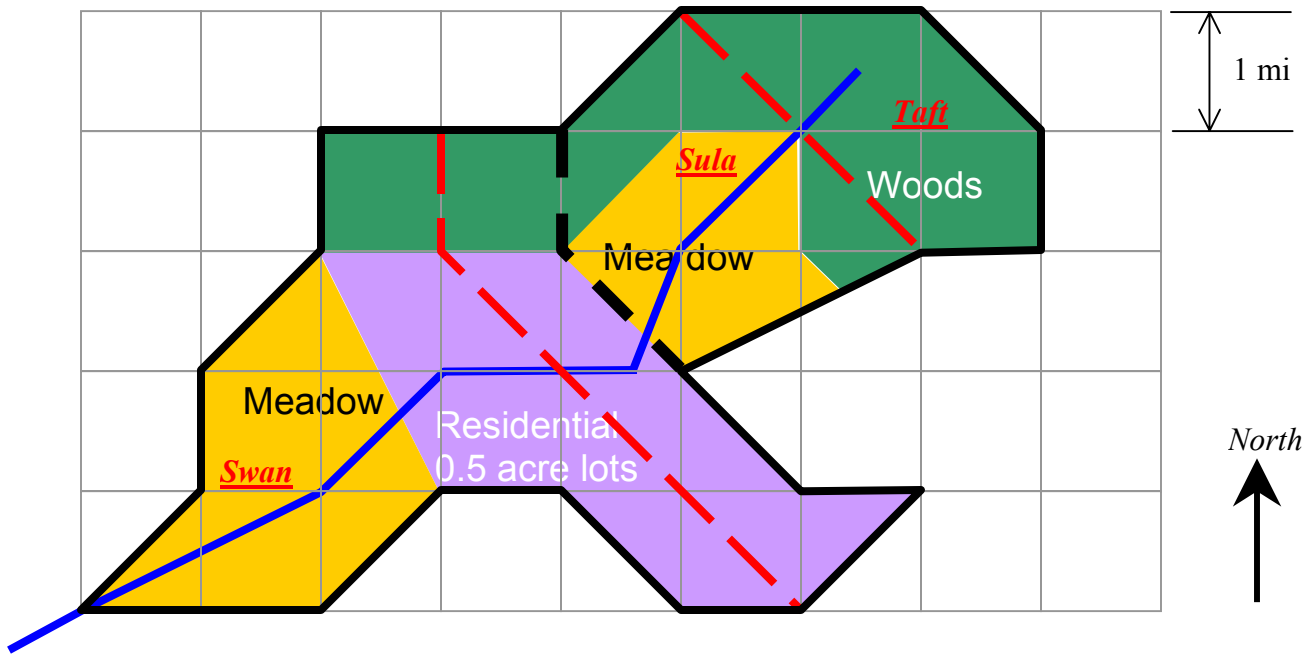 1 mi
Taft
Sula
Woods
Meadow
Meadow
Residential
0.5 acre lots
North
Swan